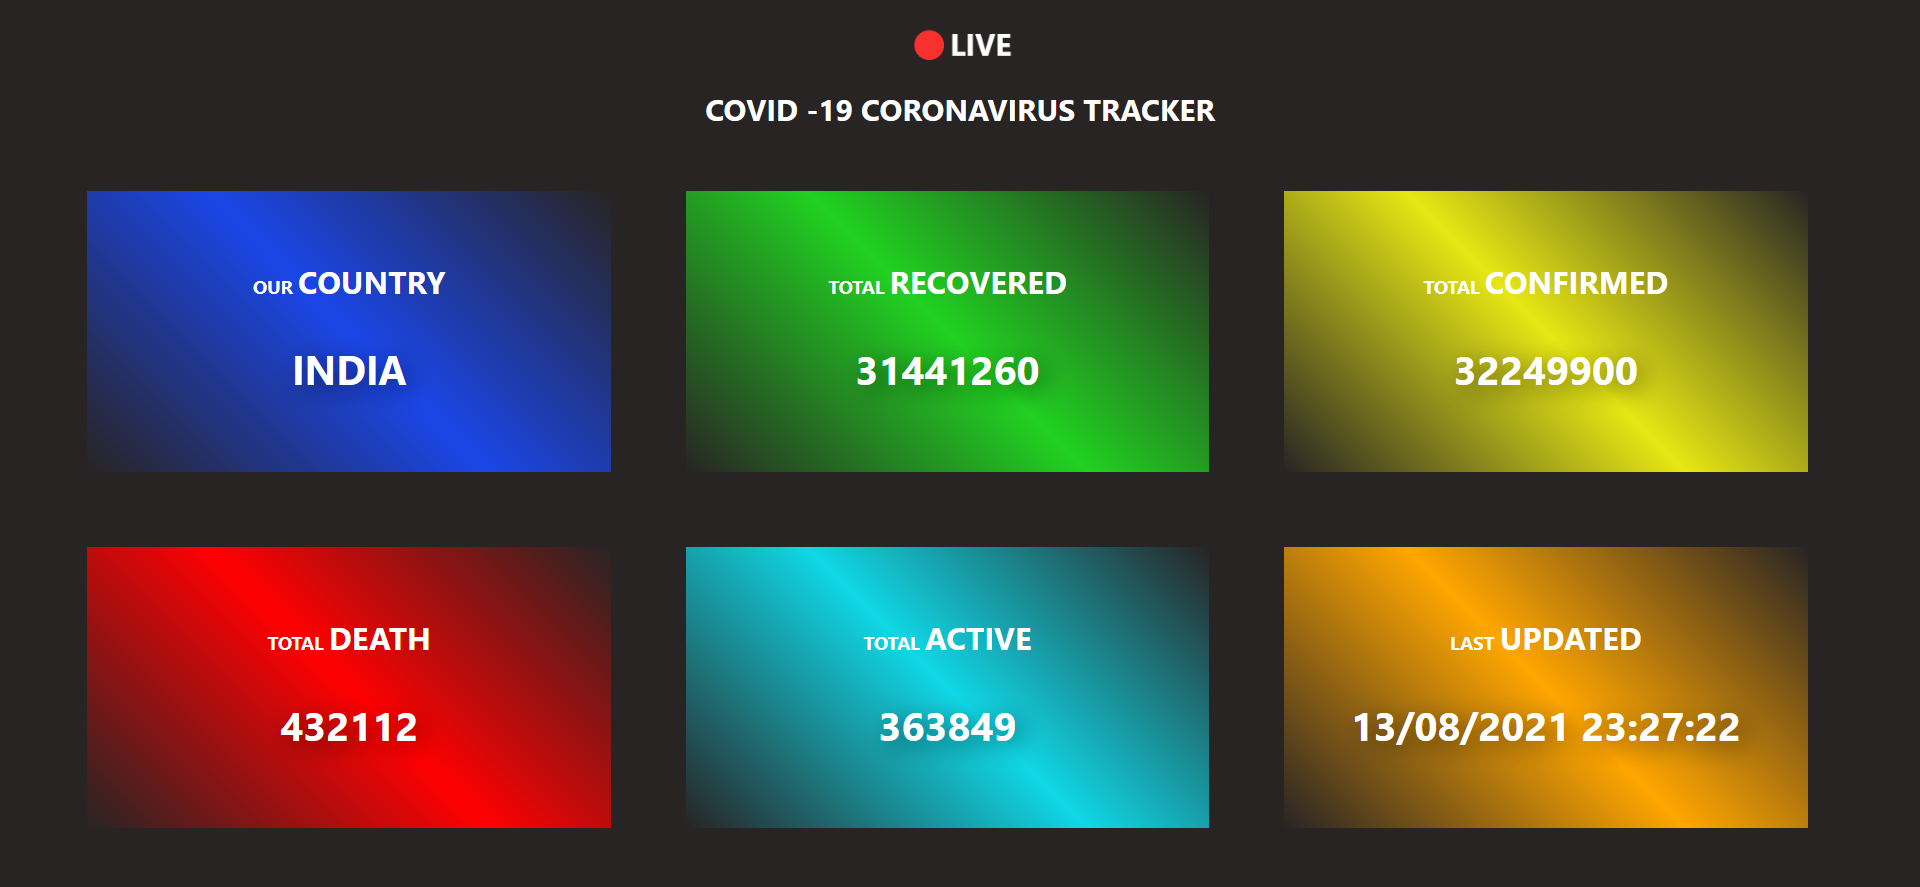 LIVE
COVID -19 CORONAVIRUS TRACKER
OUR COUNTRY
INDIA
TOTAL RECOVERED
31441260
TOTAL CONFIRMED
32249900
TOTAL DEATH
432112
TOTAL ACTIVE
363849
LAST UPDATED
13/08/2021 23:27:22